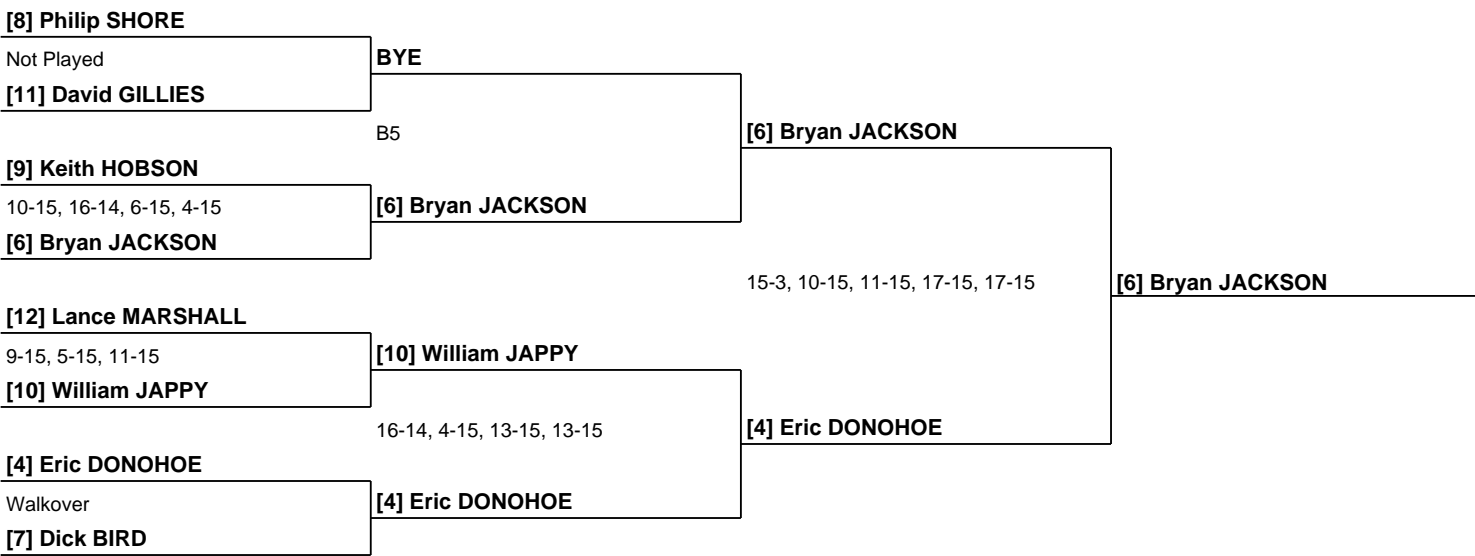 [8] Philip SHORE
Not Played
BYE
[11] David GILLIES
B5
[6] Bryan JACKSON
[9] Keith HOBSON
10-15, 16-14, 6-15, 4-15
[6] Bryan JACKSON
[6] Bryan JACKSON
15-3, 10-15, 11-15, 17-15, 17-15
[6] Bryan JACKSON
[12] Lance MARSHALL
9-15, 5-15, 11-15
[10] William JAPPY
[10] William JAPPY
16-14, 4-15, 13-15, 13-15
[4] Eric DONOHOE
[4] Eric DONOHOE
Walkover
[4] Eric DONOHOE
[7] Dick BIRD